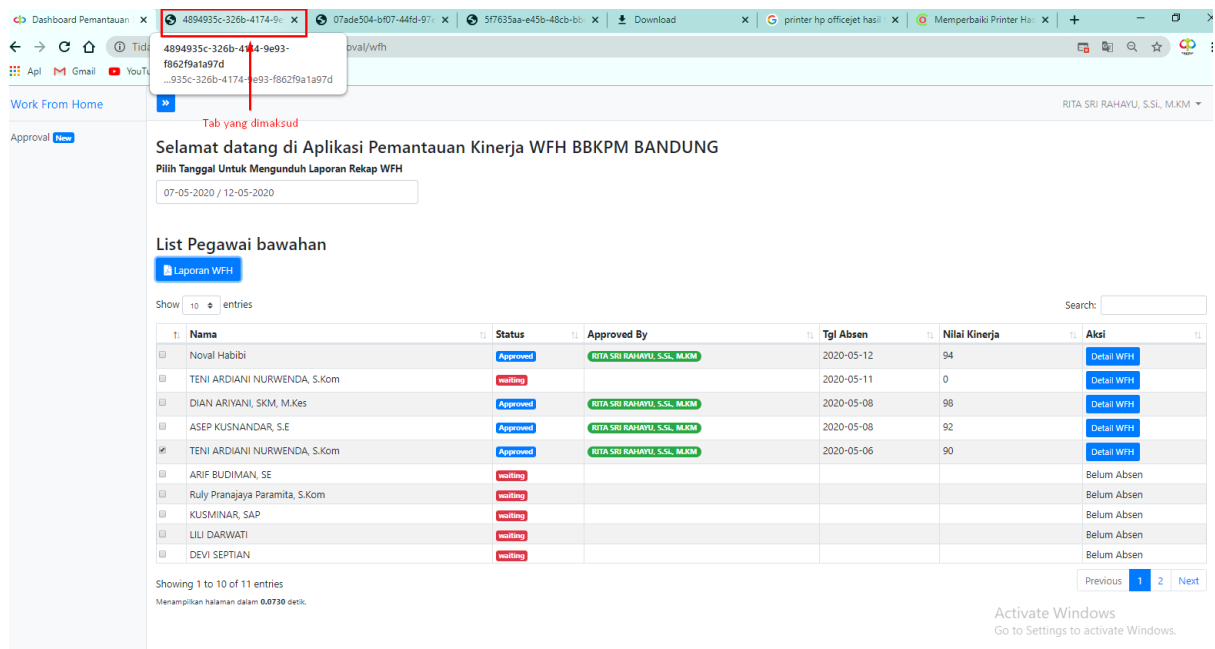 Dashboard Pemantauan
4894935c-326b-4174-9e
07ade504-bf07-44fd-97
5f7635aa-e45b-48cb-bb
Download
printer hp officejet hasil
Memperbaiki Printer Ha
Tida
oval/wfh
4894935c-326b-4174-9e93-
f862f9a1a97d
...935c-326b-4174-9e93-f862f9a1a97d
Apl
Gmail
YouTu
Tab yang dimaksud
Work From Home
RITA SRI RAHAYU, S.Si., M.KM
Approval New
Selamat datang di Aplikasi Pemantauan Kinerja WFH BBKPM BANDUNG
Pilih Tanggal Untuk Mengunduh Laporan Rekap WFH
07-05-2020 / 12-05-2020
List Pegawai bawahan
Laporan WFH
Show 10 entries
Search:
Nama Status Approved By Tgl Absen Nilai Kinerja Aksi
Noval Habibi Approved RITA SRI RAHAYU, S.Si., M.KM 2020-05-12 94 Detail WFH
TENI ARDIANI NURWENDA, S.Kom waiting 2020-05-11 0 Detail WFH
DIAN ARIYANI, SKM, M.Kes Approved RITA SRI RAHAYU, S.Si., M.KM 2020-05-08 98 Detail WFH
ASEP KUSNANDAR, S.E Approved RITA SRI RAHAYU, S.Si., M.KM 2020-05-08 92 Detail WFH
TENI ARDIANI NURWENDA, S.Kom Approved RITA SRI RAHAYU, S.Si., M.KM 2020-05-06 90 Detail WFH
ARIF BUDIMAN, SE waiting Belum Absen
Ruly Pranajaya Paramita, S.Kom waiting Belum Absen
KUSMINAR, SAP waiting Belum Absen
LILI DARWATI waiting Belum Absen
DEVI SEPTIAN waiting Belum Absen
Showing 1 to 10 of 11 entries
Previous 1 2 Next
Menampilkan halaman dalam 0.0730 detik.
Activate Windows
Go to Settings to activate Windows.